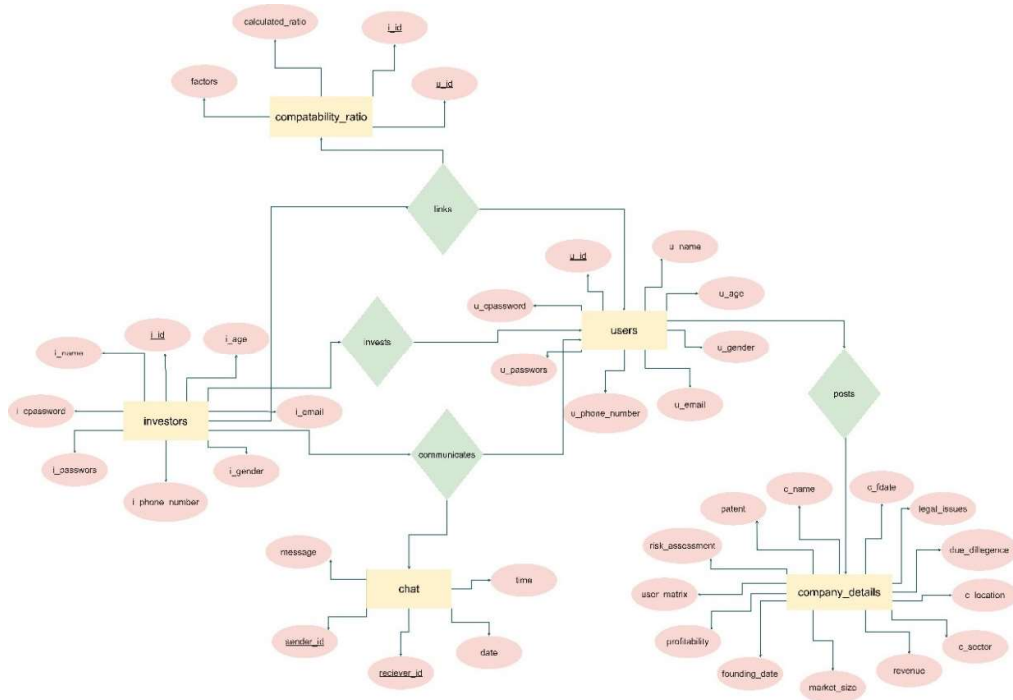 calculated_ratio
i_id
factors
u_id
compatability_ratio
links
u_name
u_id
u_age
u_cpassword
users
invests
i_id
i_age
i_name
u_gender
u_passwors
u_email
u_phone_number
posts
i_cpassword
i_email
investors
communicates
i_passwors
i_gender
i_phone_number
c_name
c_fdate
patent
legal_issues
message
risk_assessment
due_dillegence
time
chat
user_matrix
company_details
c_location
sender_id
profitability
date
c_sector
reciever_id
founding_date
revenue
market_size